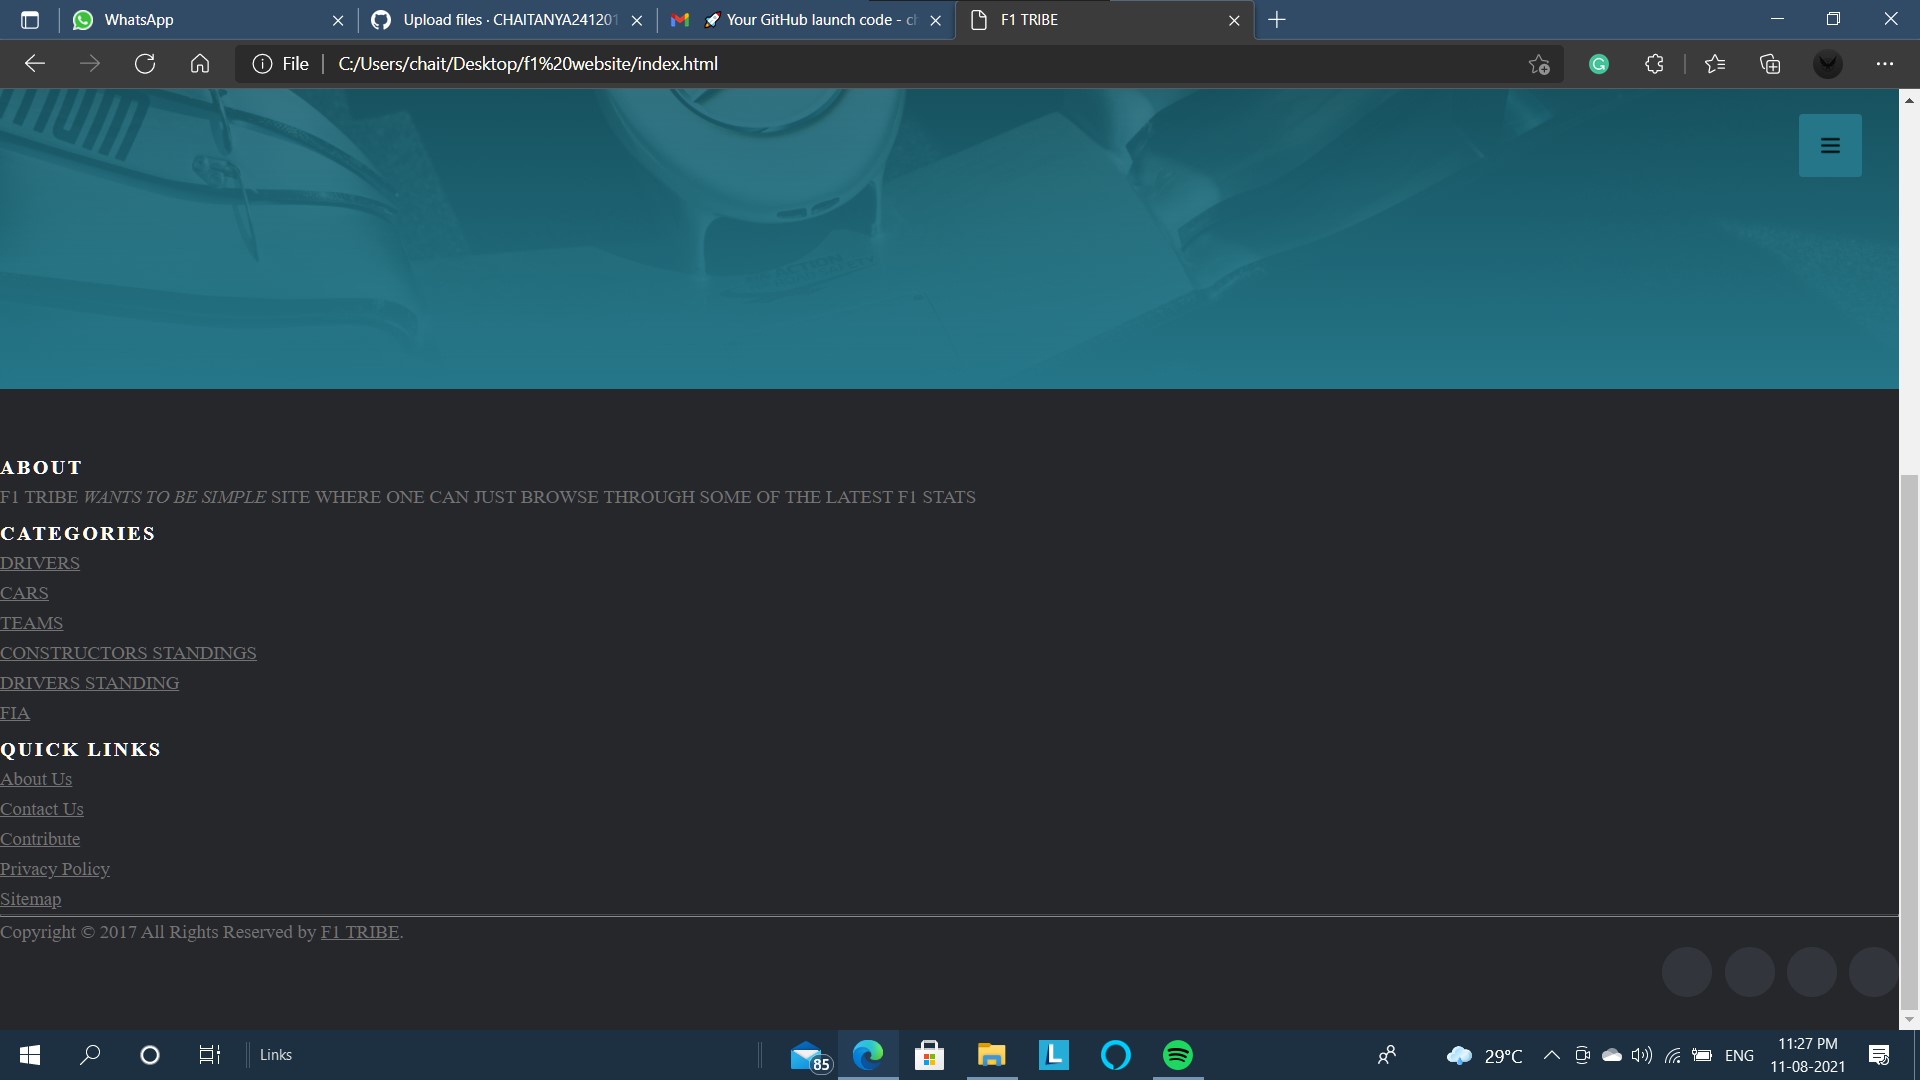 WhatsApp
Upload files · CHAITANYA241201
Your GitHub launch code - ch
F1 TRIBE
File
C:/Users/chait/Desktop/f1%20website/index.html
ABOUT
F1 TRIBE WANTS TO BE SIMPLE SITE WHERE ONE CAN JUST BROWSE THROUGH SOME OF THE LATEST F1 STATS
CATEGORIES
DRIVERS
CARS
TEAMS
CONSTRUCTORS STANDINGS
DRIVERS STANDING
FIA
QUICK LINKS
About Us
Contact Us
Contribute
Privacy Policy
Sitemap
Copyright © 2017 All Rights Reserved by F1 TRIBE.
Links
85
29°C
ENG
11:27 PM
11-08-2021